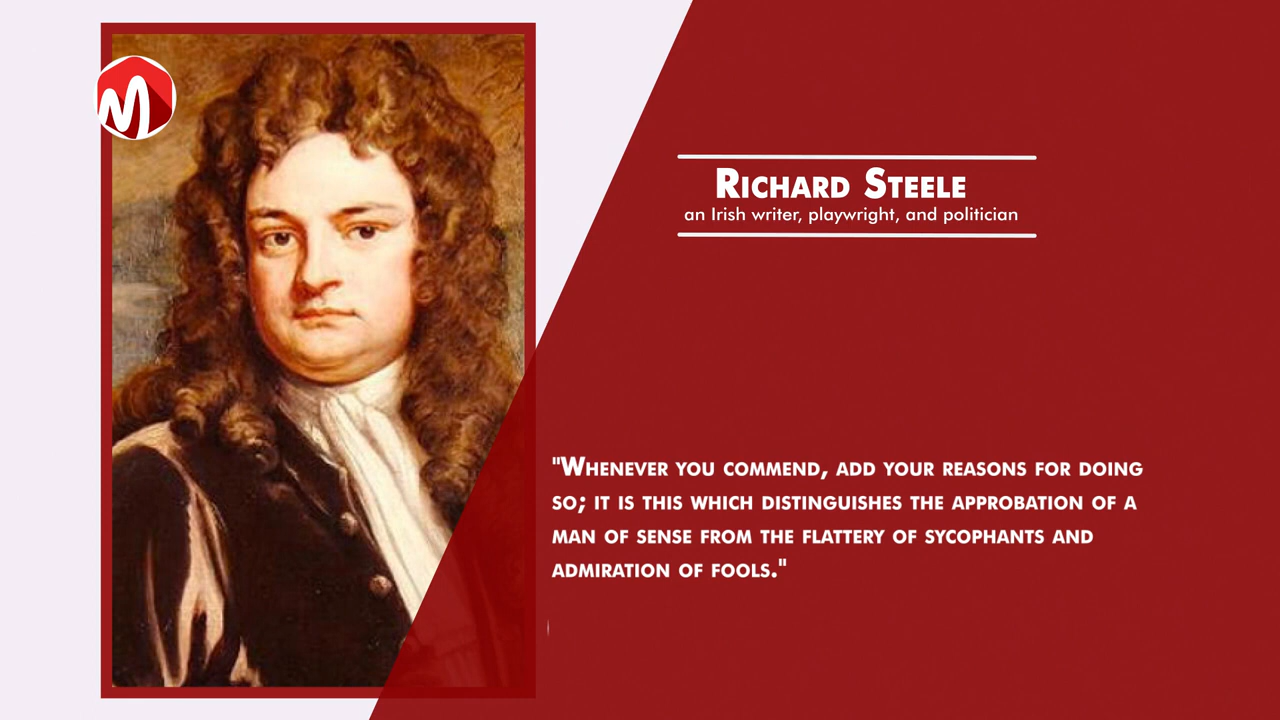 M
Richard Steele
an Irish writer, playwright, and politician
"Whenever you commend, add your reasons for doing
so; it is this which distinguishes the approbation of a
man of sense from the flattery of sycophants and
admiration of fools."